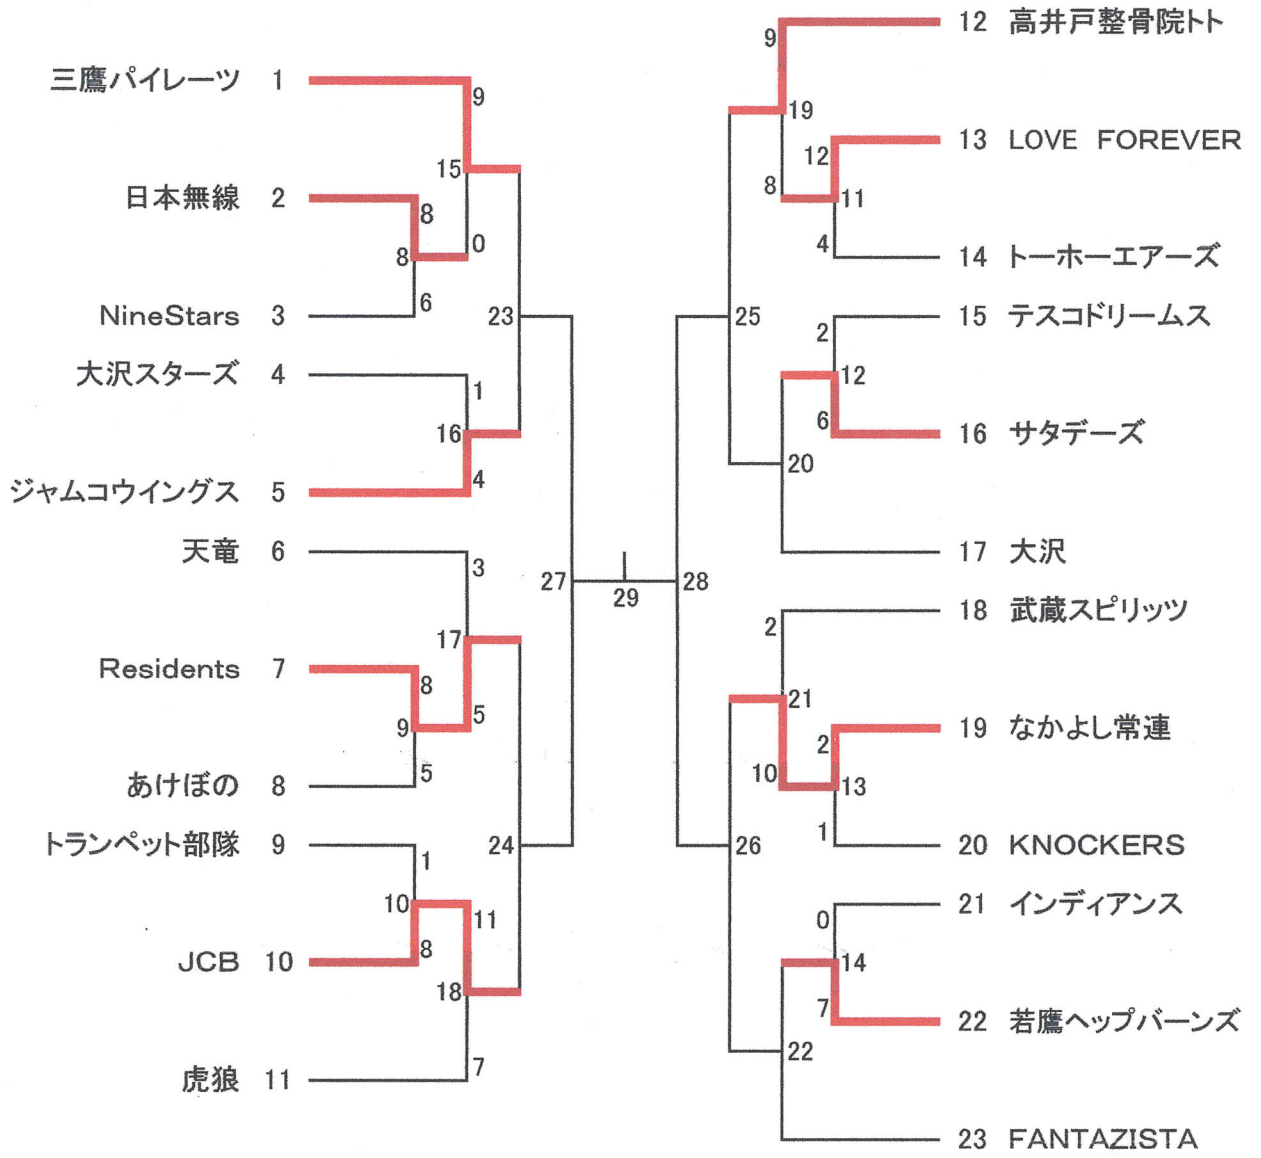 三鷹パイレーツ 1
9
15
日本無線 2
8
8
0
NineStars 3
6
23
大沢スターズ 4
1
16
ジャムコウイングス 5
4
天竜 6
3
17
Residents 7
8
9
5
あけぼの 8
5
トランペット部隊 9
1
24
10
11
JCB 10
8
18
虎狼 11
7
27
29
28
9
12 高井戸整骨院トト
19
12
13 LOVE FOREVER
8
11
4
14 トーホーエアーズ
25
2
15 テスコドリームス
12
6
16 サタデーズ
20
17 大沢
2
18 武蔵スピリッツ
21
2
19 なかよし常連
10
13
1
26
20 KNOCKERS
0
21 インディアンス
14
7
22 若鷹ヘップバーンズ
22
23 FANTAZISTA